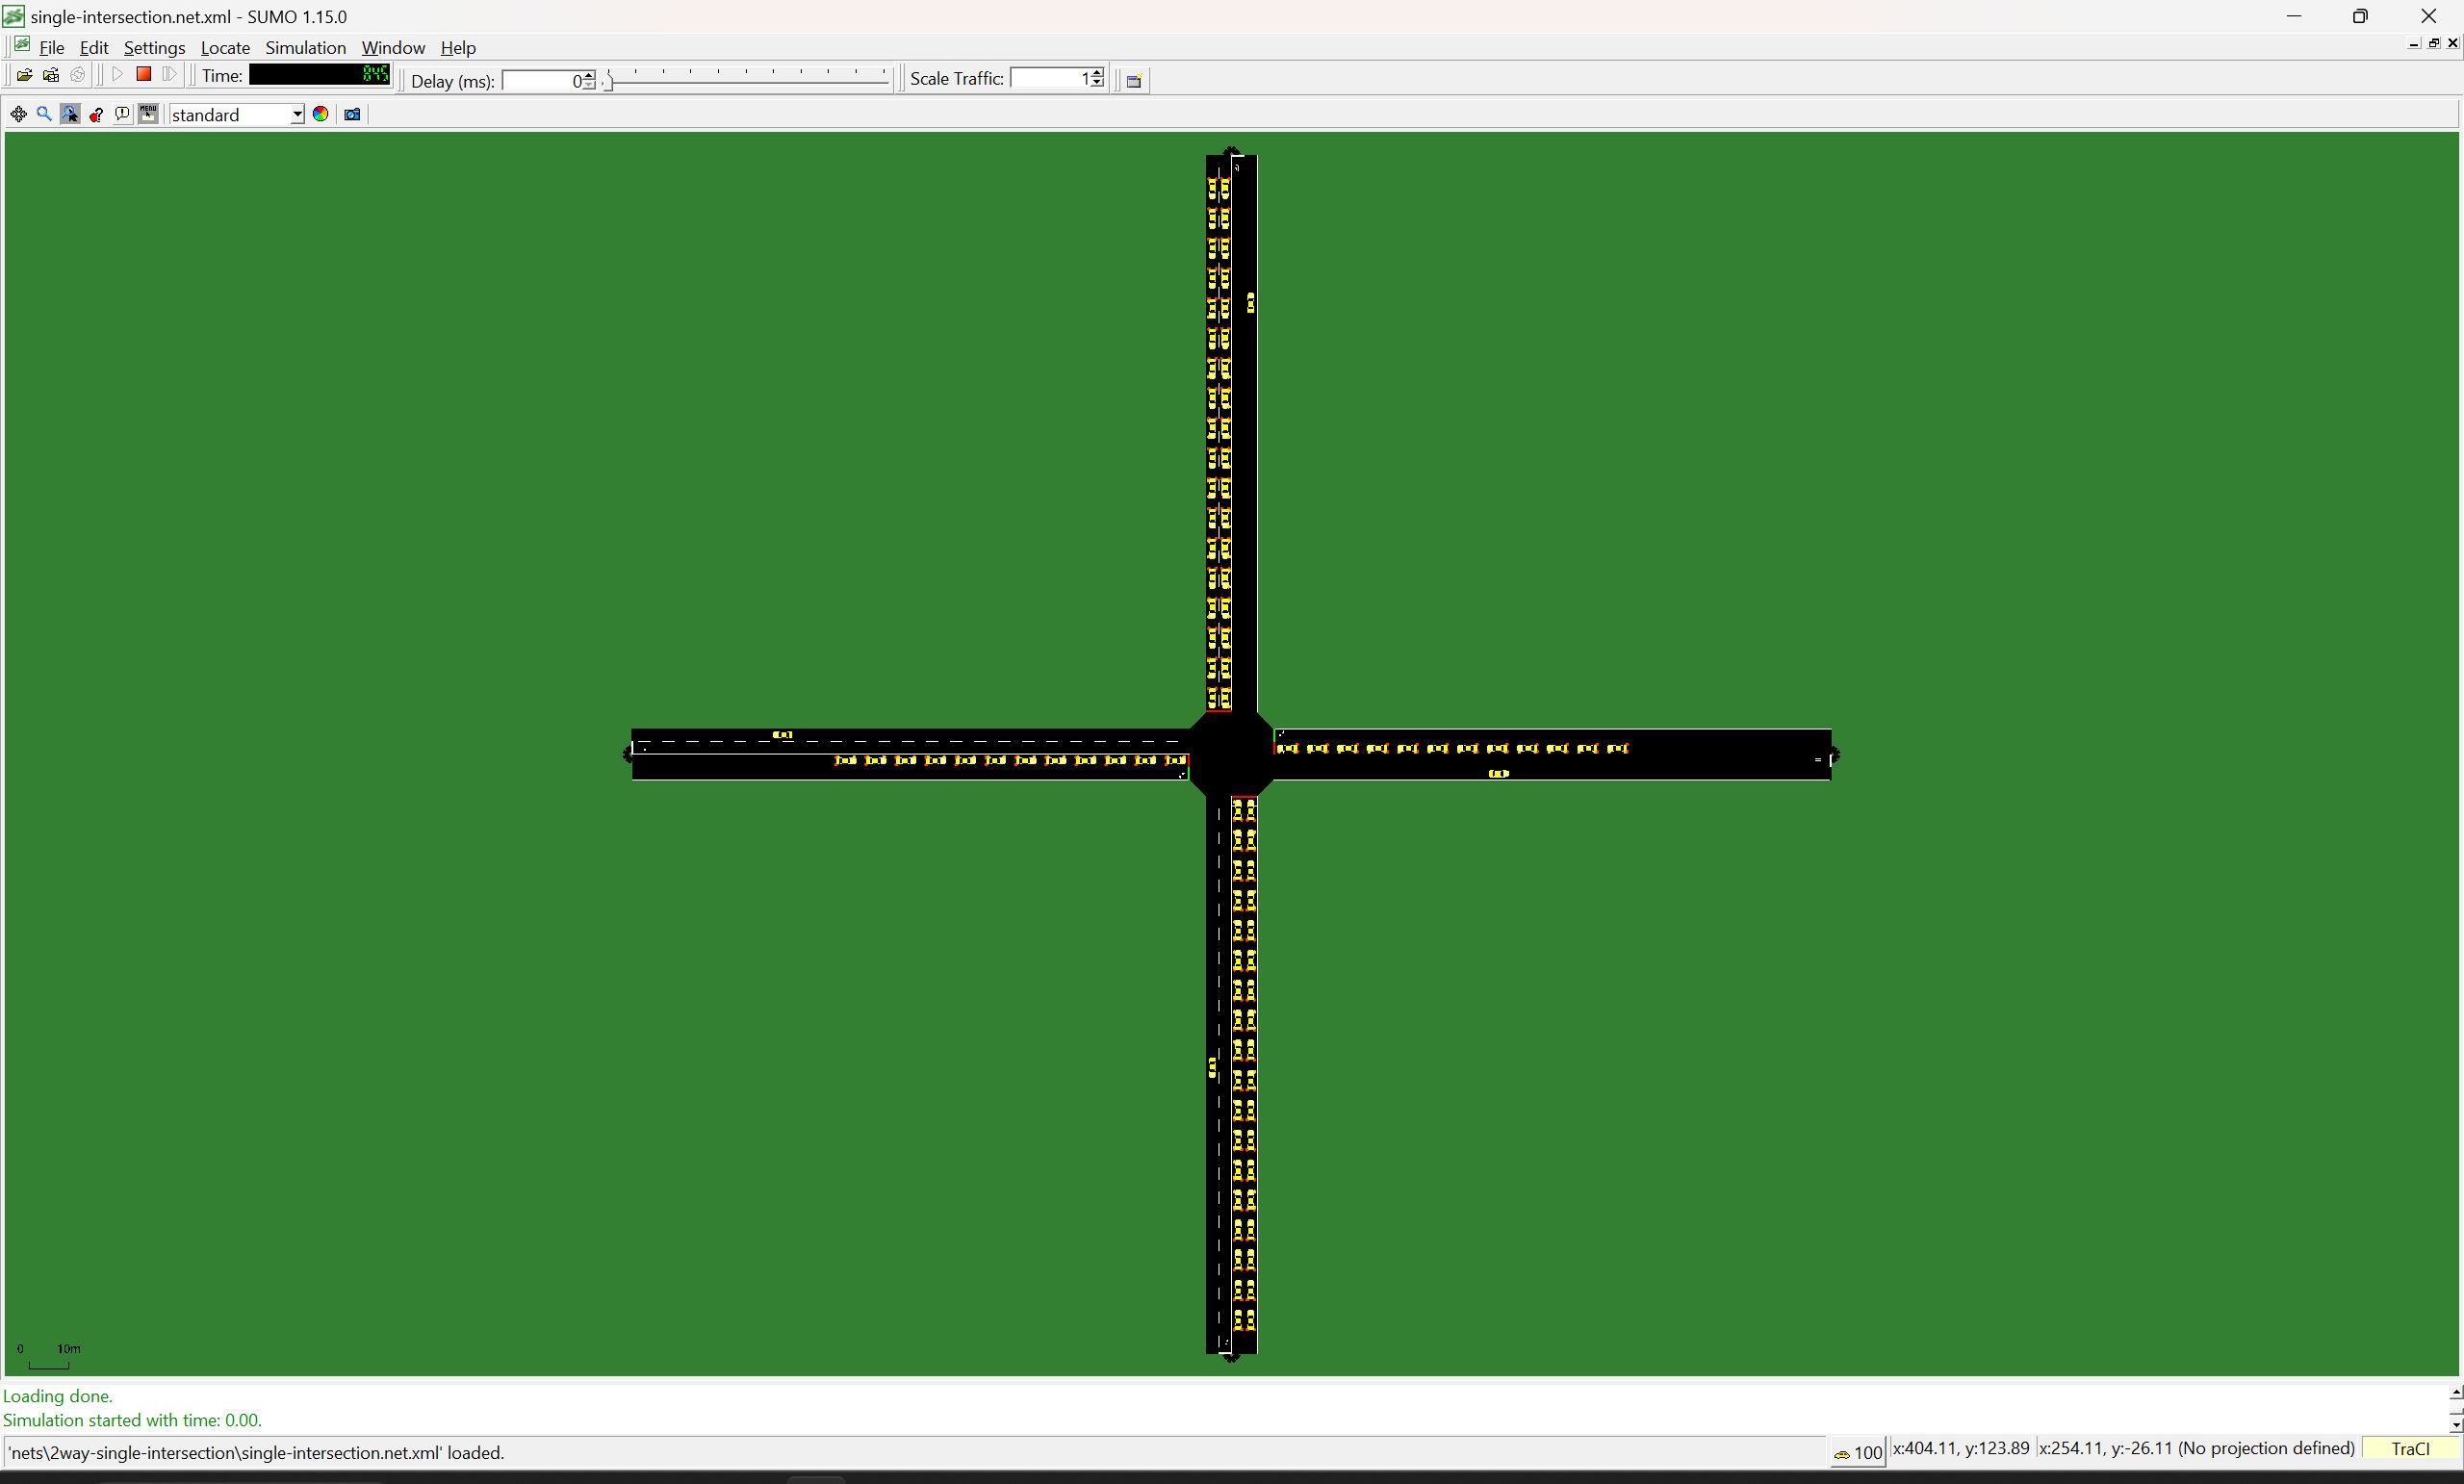 single-intersection.net.xml - SUMO 1.15.0
File Edit Settings Locate Simulation Window Help
Time: 845 Delay (ms): 0 Scale Traffic: 1
MENU standard
0 10m
Loading done.
Simulation started with time: 0.00.
'nets\2way-single-intersection\single-intersection.net.xml' loaded. 100 x:404.11, y:123.89 x:254.11, y:-26.11 (No projection defined) TraCI